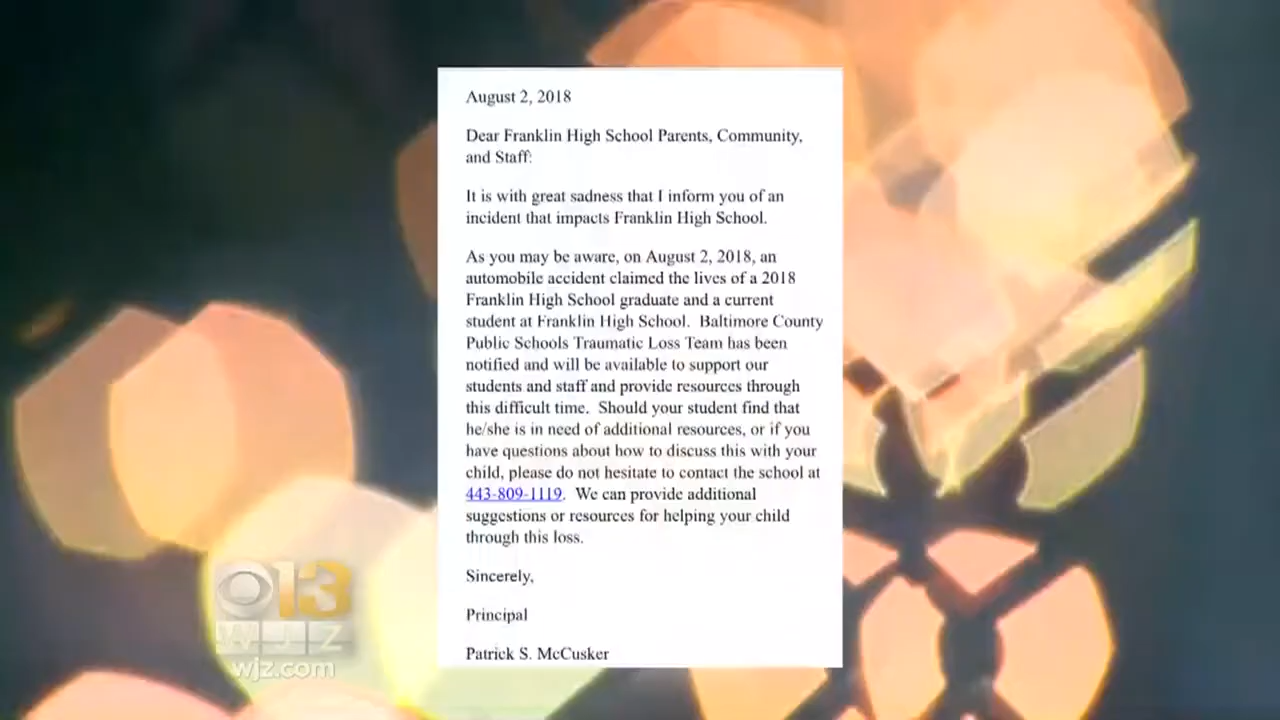 August 2, 2018
Dear Franklin High School Parents, Community,
and Staff:
It is with great sadness that I inform you of an
incident that impacts Franklin High School.
As you may be aware, on August 2, 2018, an
automobile accident claimed the lives of a 2018
Franklin High School graduate and a current
student at Franklin High School.  Baltimore County
Public Schools Traumatic Loss Team has been
notified and will be available to support our
students and staff and provide resources through
this difficult time.  Should your student find that
he/she is in need of additional resources, or if you
have questions about how to discuss this with your
child, please do not hesitate to contact the school at
443-809-1119.  We can provide additional
suggestions or resources for helping your child
through this loss.
Sincerely,
Principal
Patrick S. McCusker
13
WJZ
wjz.com